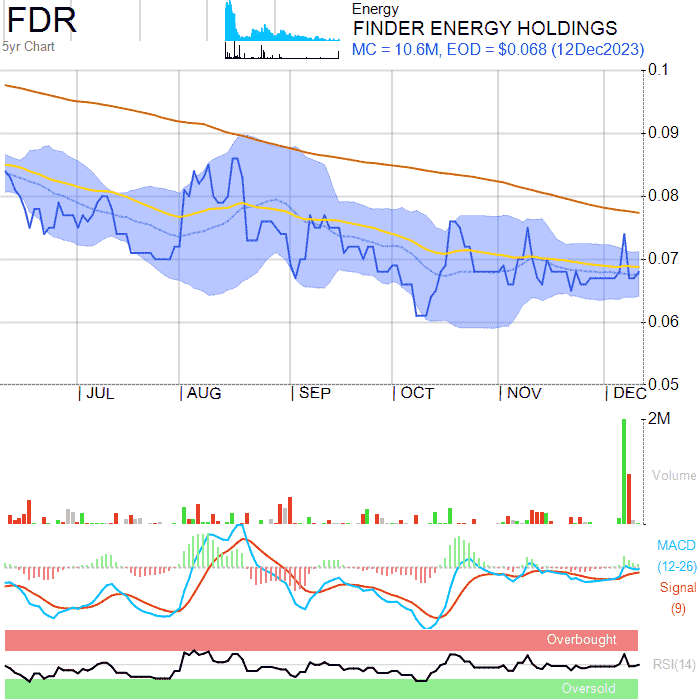 FDR
5yr Chart
Energy
FINDER ENERGY HOLDINGS
MC = 10.6M, EOD = $0.068 (12Dec2023)
0.1
0.09
0.08
0.07
0.06
0.05
JUL AUG SEP OCT NOV DEC
2M
Volume
MACD
(12-26)
Signal
(9)
Overbought
RSI(14)
Oversold